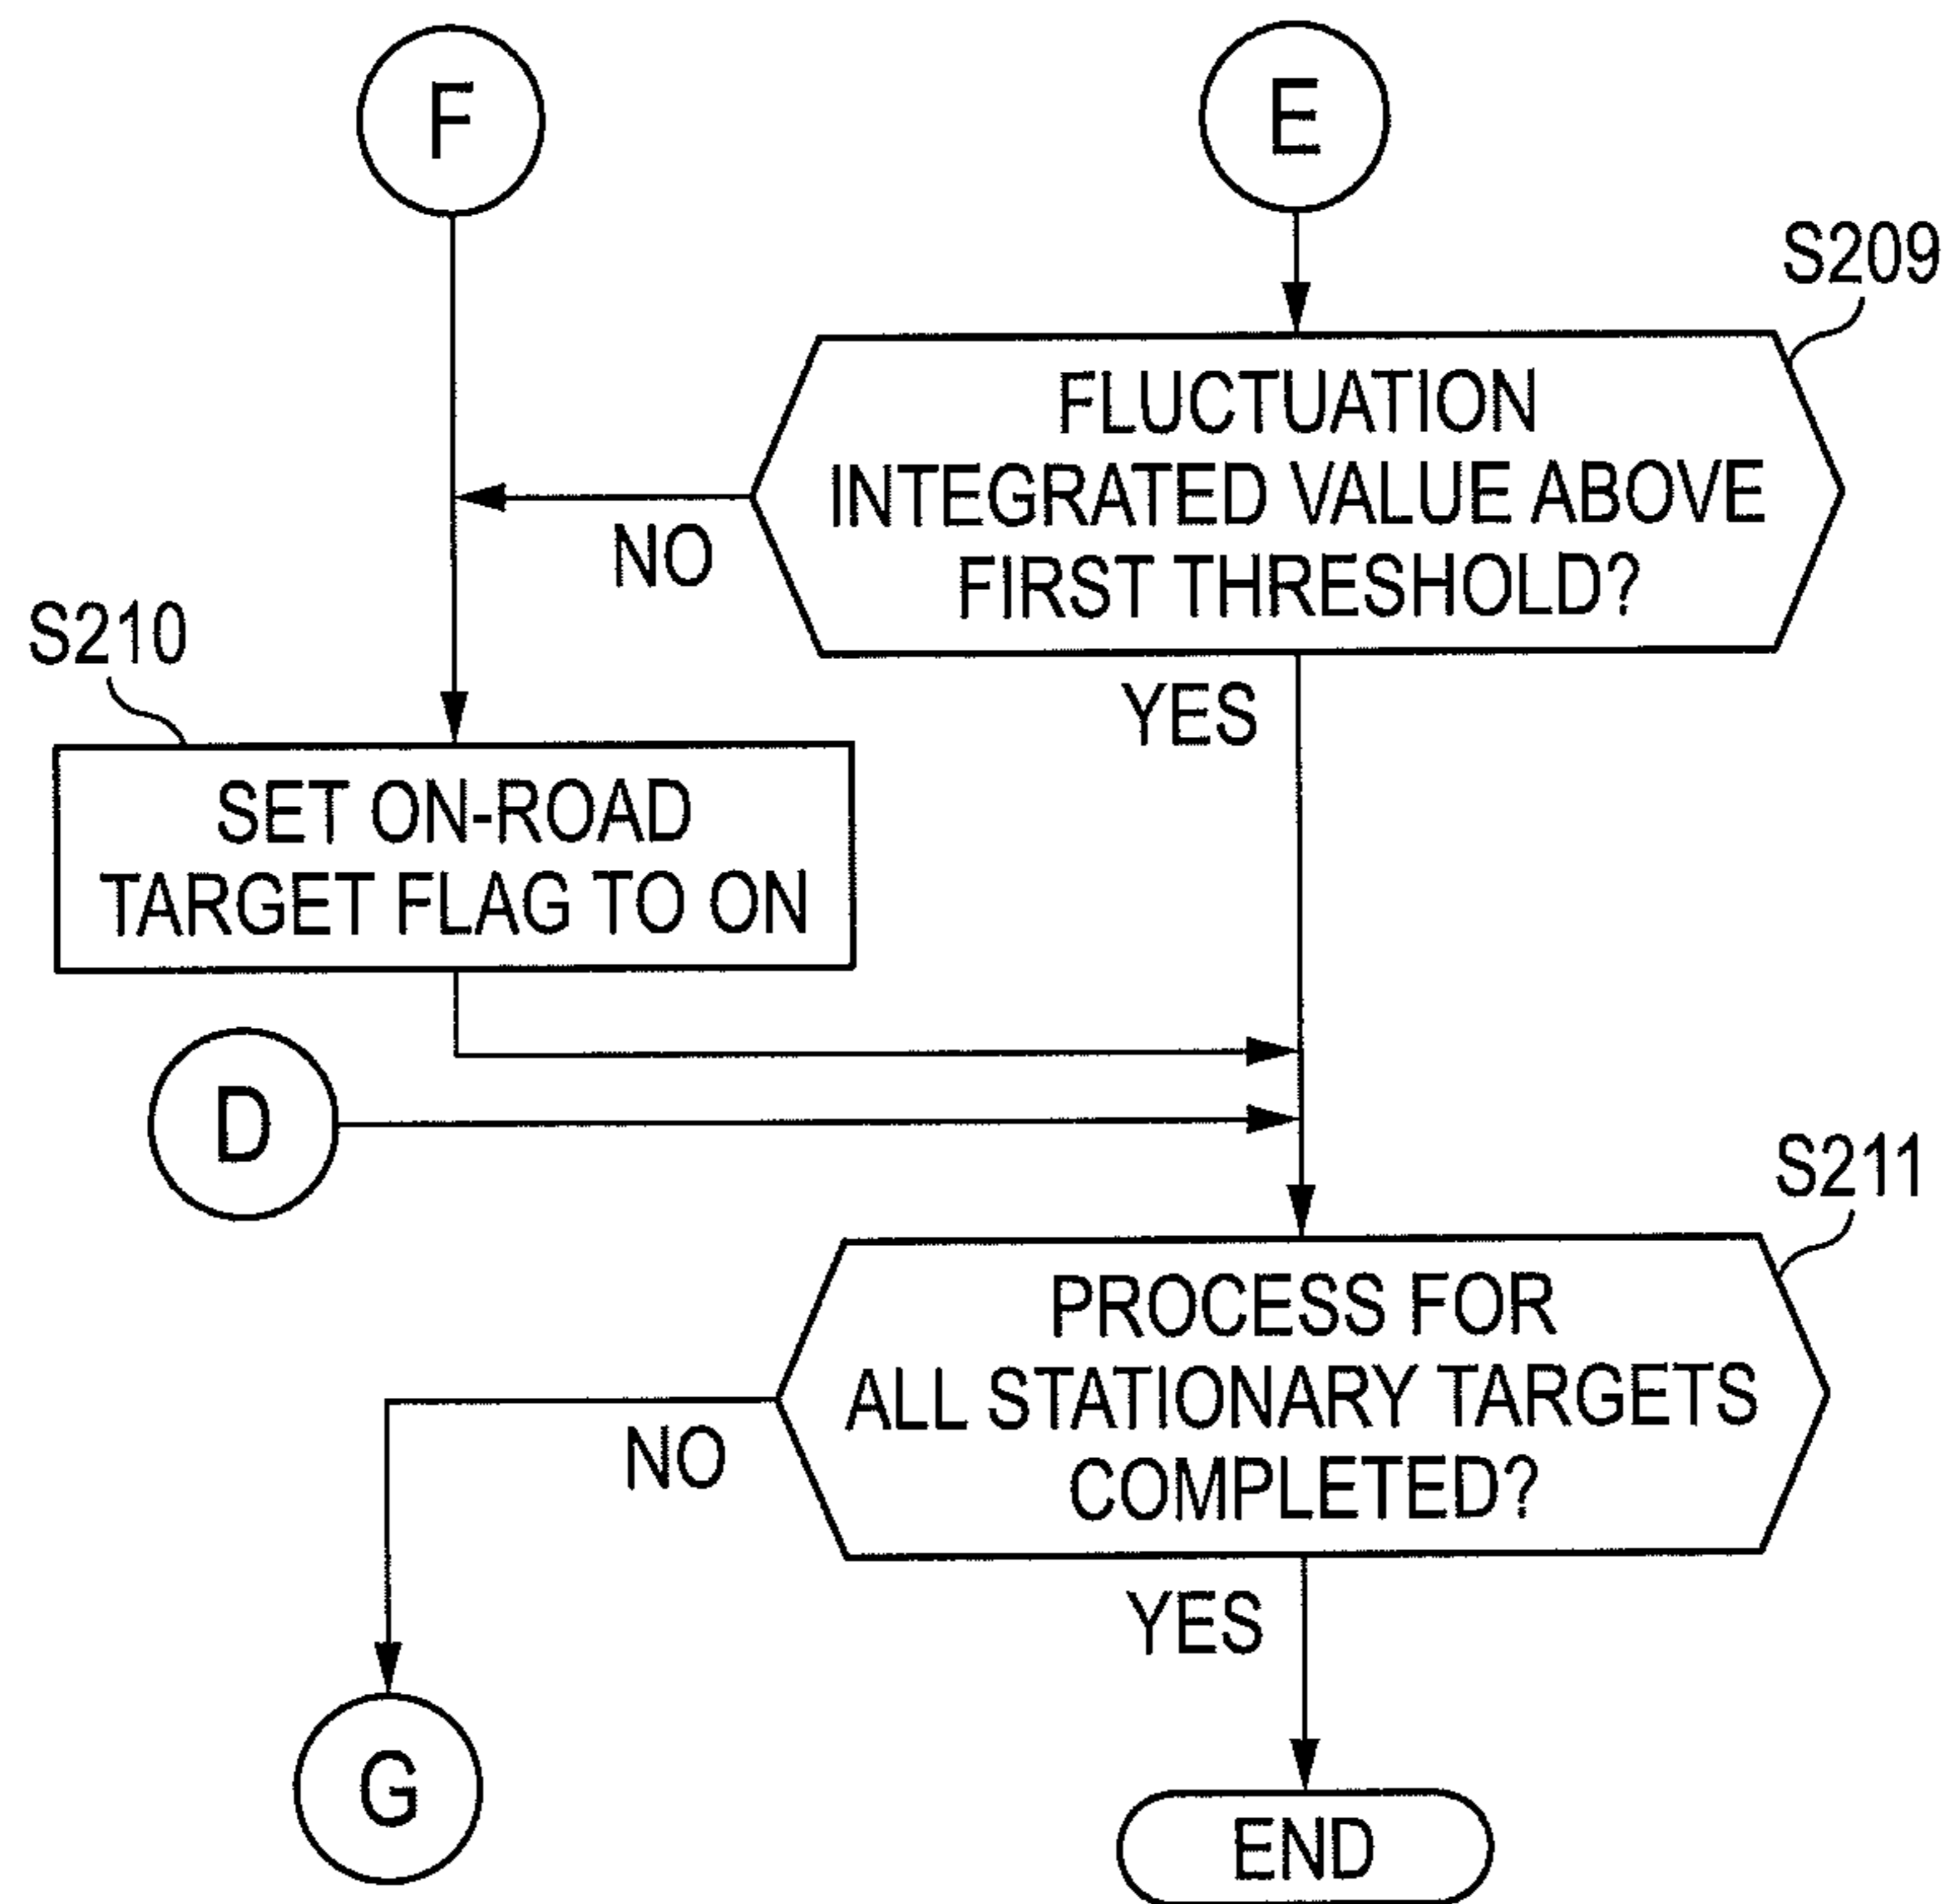 F
E
S209
FLUCTUATION
INTEGRATED VALUE ABOVE
FIRST THRESHOLD?
NO
YES
S210
SET ON-ROAD
TARGET FLAG TO ON
D
S211
PROCESS FOR
ALL STATIONARY TARGETS
COMPLETED?
NO
YES
G
END